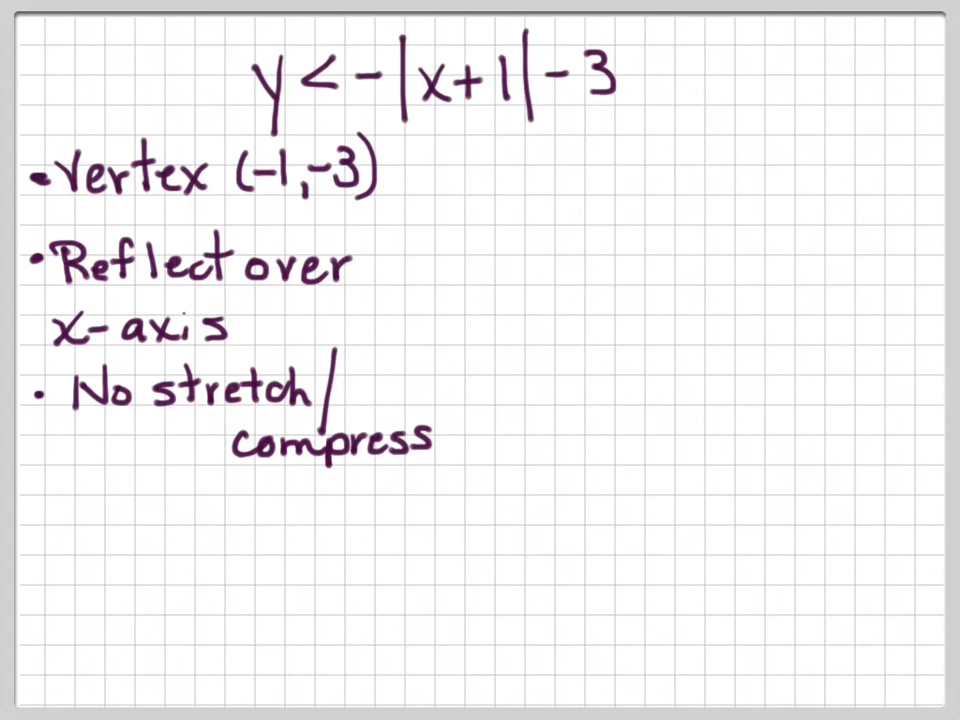 y < -|x+1| - 3
• Vertex (-1,-3)
• Reflect over
x-axis
• No stretch/
compress